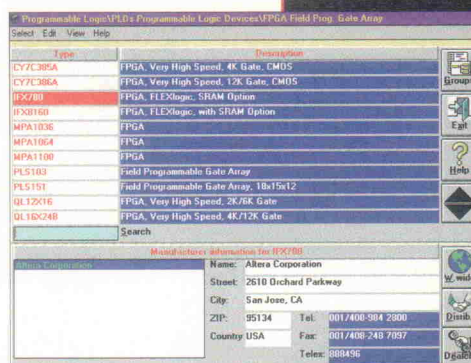 Programmable Logic\PLDs Programmable Logic Devices\FPGA Field Prog. Gate Array
Select Edit View Help
Type Description
CY7C385A FPGA, Very High Speed, 4K Gate, CMOS
CY7C386A FPGA, Very High Speed, 12K Gate, CMOS
IFX780 FPGA, FLEXlogic, SRAM Option
IFX8160 FPGA, FLEXlogic, with SRAM Option
MPA1036 FPGA
MPA1064 FPGA
MPA1100 FPGA
PLS103 Field Programmable Gate Array
PLS151 Field Programmable Gate Array, 18x15x12
QL12X16 FPGA, Very High Speed, 2K/6K Gate
QL16X24B FPGA, Very High Speed, 4K/12K Gate
Search
Group
Exit
Help
Manufacturer information for IFX780
Altera Corporation
Name: Altera Corporation
Street: 2610 Orchard Parkway
City: San Jose, CA
ZIP: 95134 Tel: 001/408-984 2800
Country USA Fax: 001/408-248 7097
Telex: 888496
W.wide
Distrib
Dealer